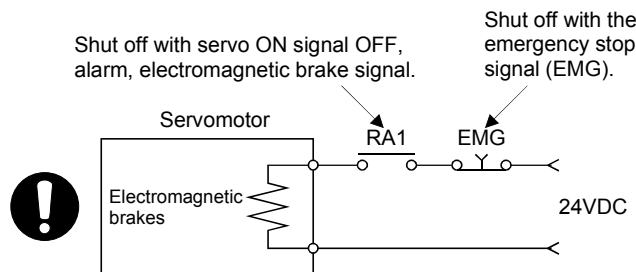 Shut off with servo ON signal OFF,
alarm, electromagnetic brake signal.
Shut off with the
emergency stop
signal (EMG).
Servomotor
RA1
EMG
Electromagnetic
brakes
24VDC